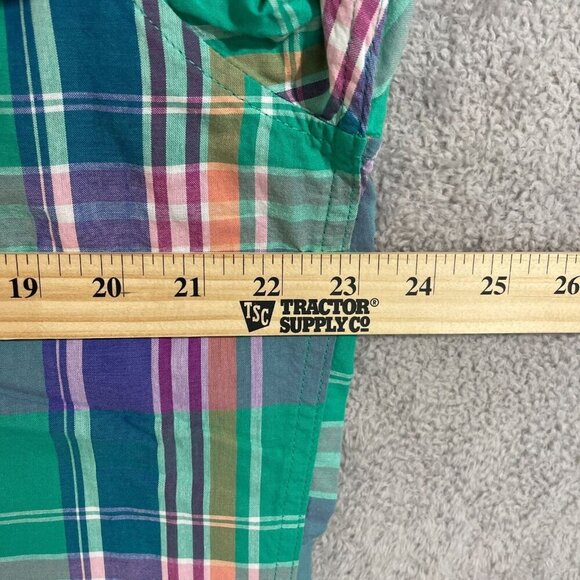 19 20 21 22 23 24 25 26
TSC TRACTOR®
SUPPLY CO